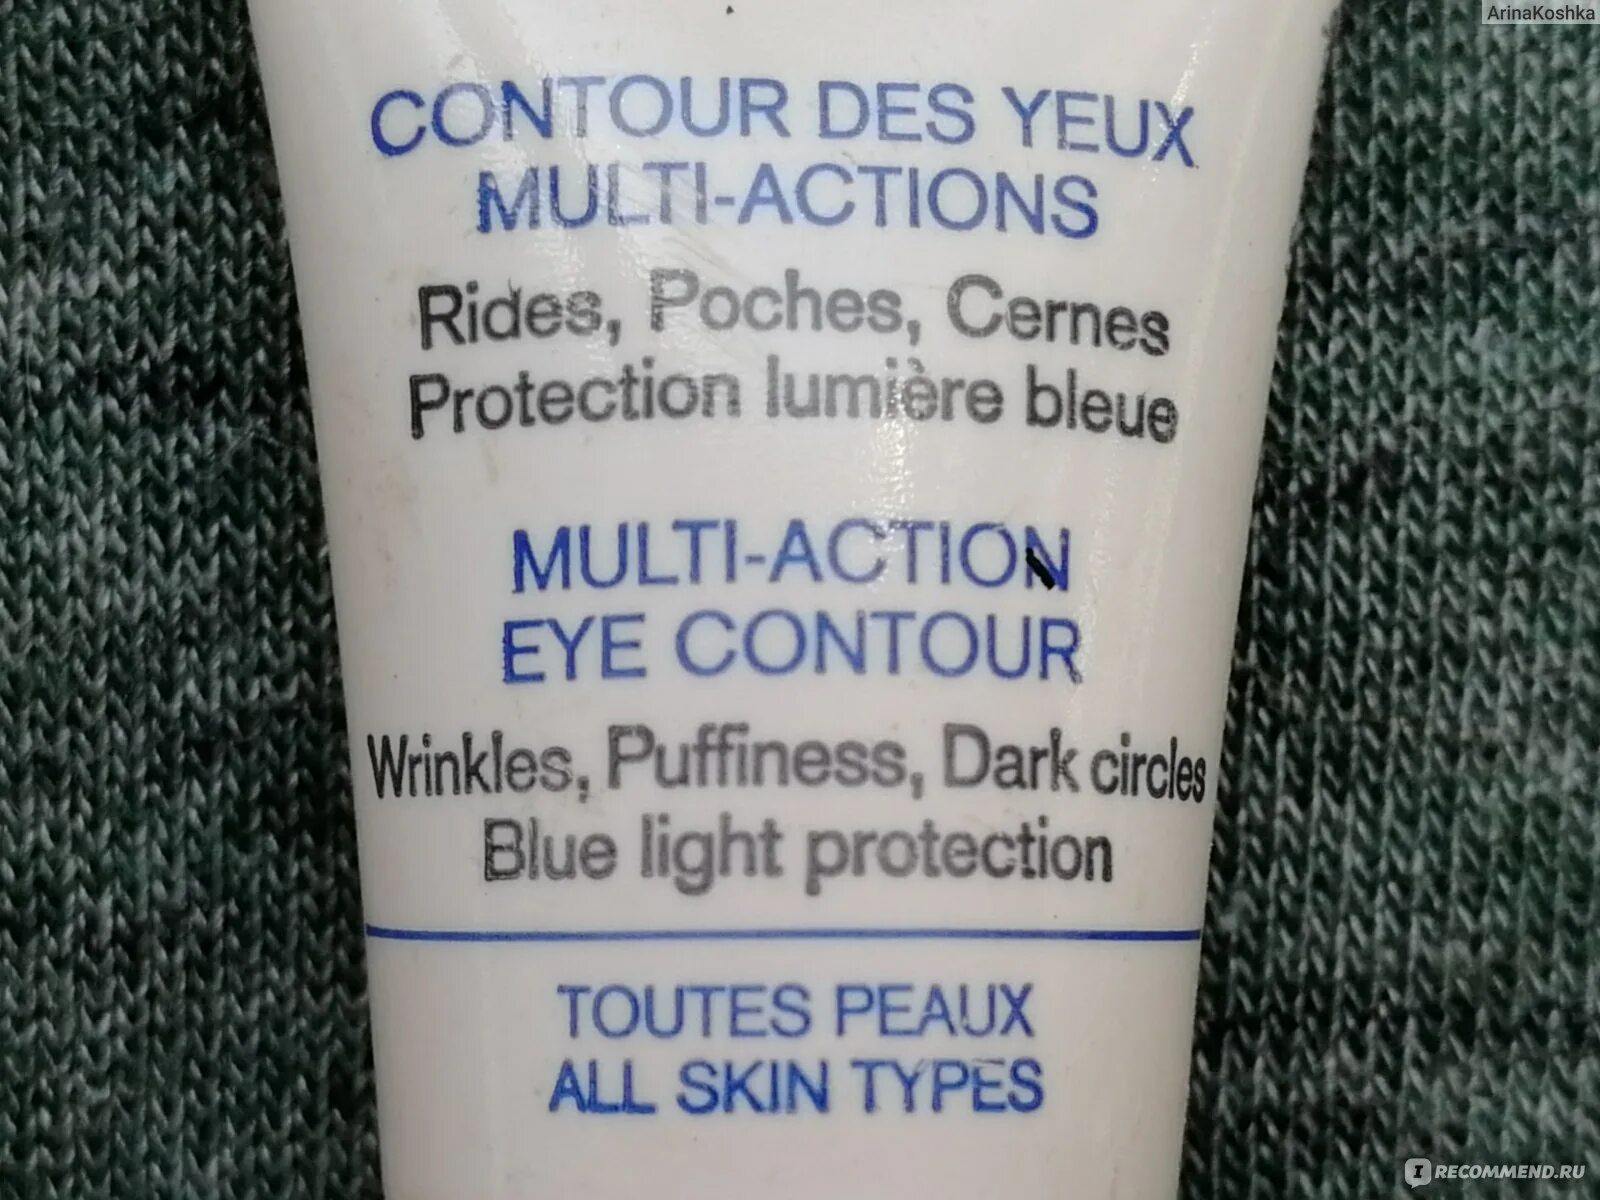 ArinaKoshka
CONTOUR DES YEUX
MULTI-ACTIONS
Rides, Poches, Cernes
Protection lumière bleue
MULTI-ACTION
EYE CONTOUR
Wrinkles, Puffiness, Dark circles
Blue light protection
TOUTES PEAUX
ALL SKIN TYPES
IRECOMMEND.RU